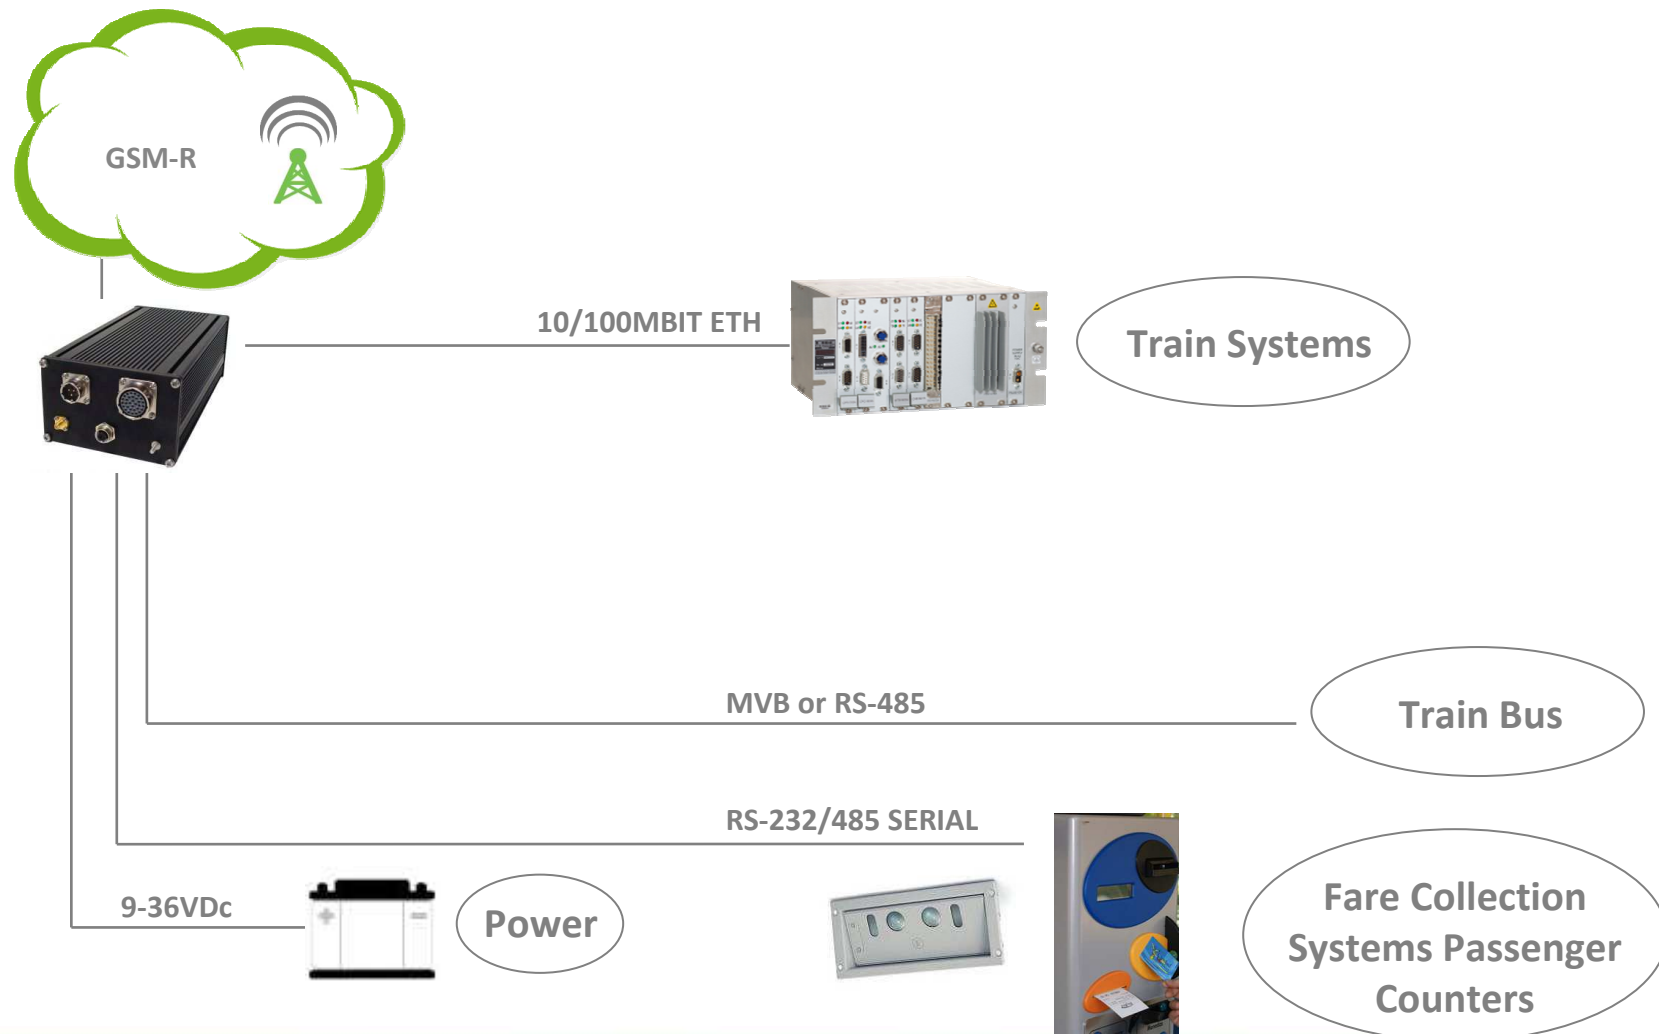 GSM-R
10/100MBIT ETH
Train Systems
MVB or RS-485
Train Bus
RS-232/485 SERIAL
9-36VDc
Power
Fare Collection
Systems Passenger
Counters